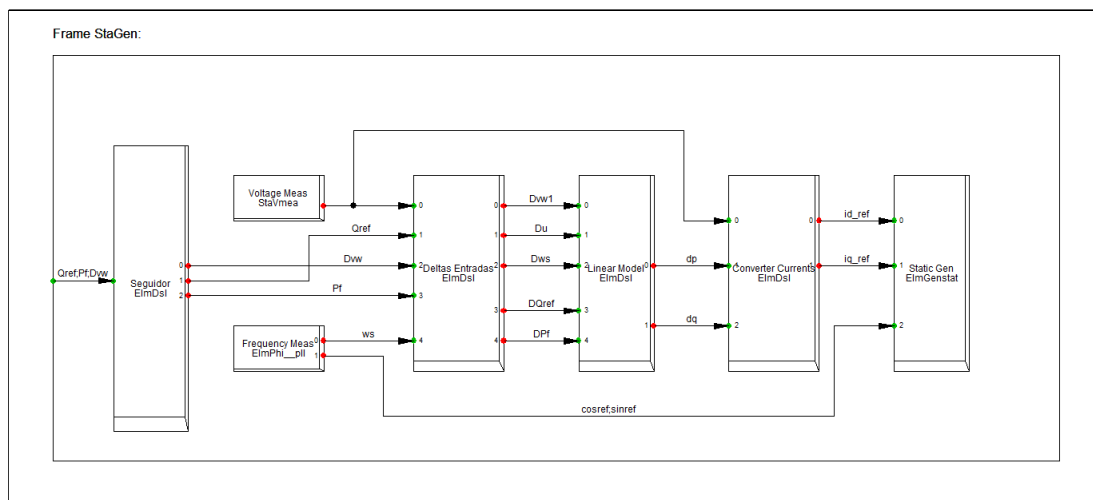 Frame StaGen:
Qref;Pf;Dvw
Seguidor
ElmDsl
0
1
2
Voltage Meas
StaVmea
Qref
Dvw
Pf
Frequency Meas
ElmPhi__pll
0
1
ws
0
1
2
3
4
Deltas Entradas
ElmDsl
0
1
2
3
4
Dvw1
Du
Dws
DQref
DPf
0
1
2
3
4
Linear Model
ElmDsl
0
1
dp
dq
0
1
2
Converter Currents
ElmDsl
0
1
id_ref
iq_ref
0
1
2
Static Gen
ElmGenstat
cosref;sinref